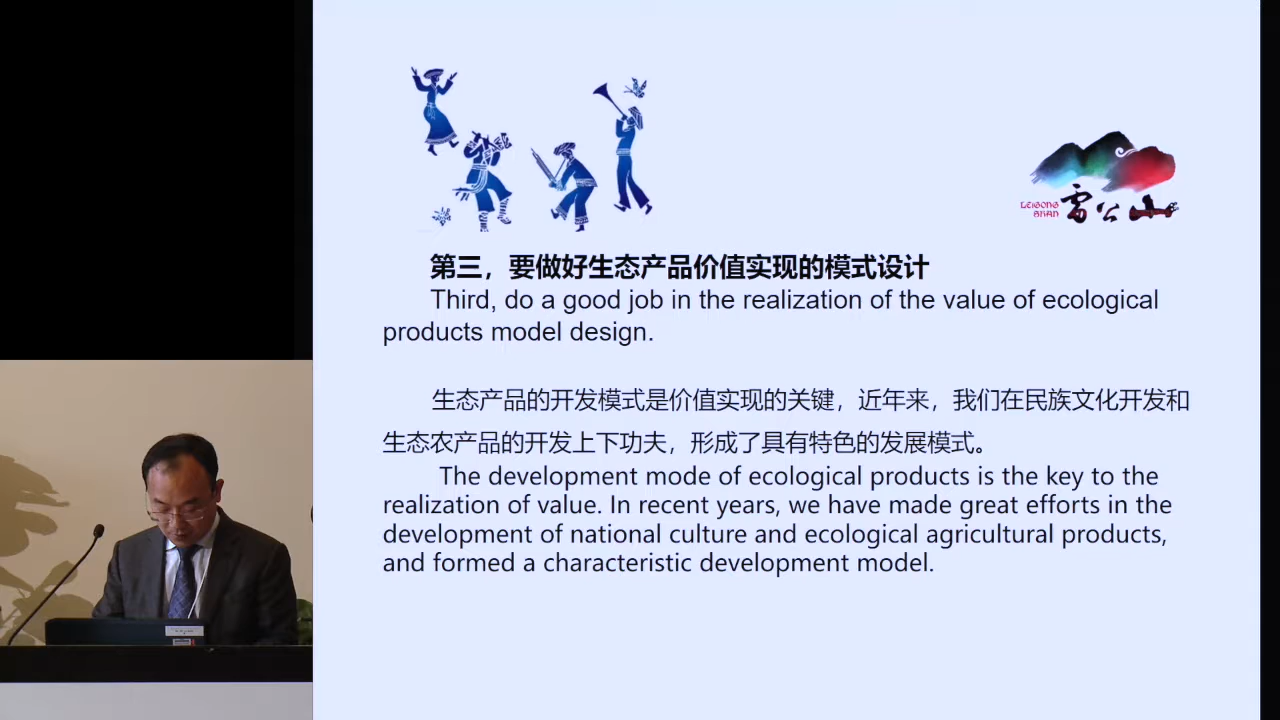 LEIGONG
SHAN
雷公山
第三，要做好生态产品价值实现的模式设计
Third, do a good job in the realization of the value of ecological
products model design.
生态产品的开发模式是价值实现的关键，近年来，我们在民族文化开发和
生态农产品的开发上下功夫，形成了具有特色的发展模式。
The development mode of ecological products is the key to the
realization of value. In recent years, we have made great efforts in the
development of national culture and ecological agricultural products,
and formed a characteristic development model.